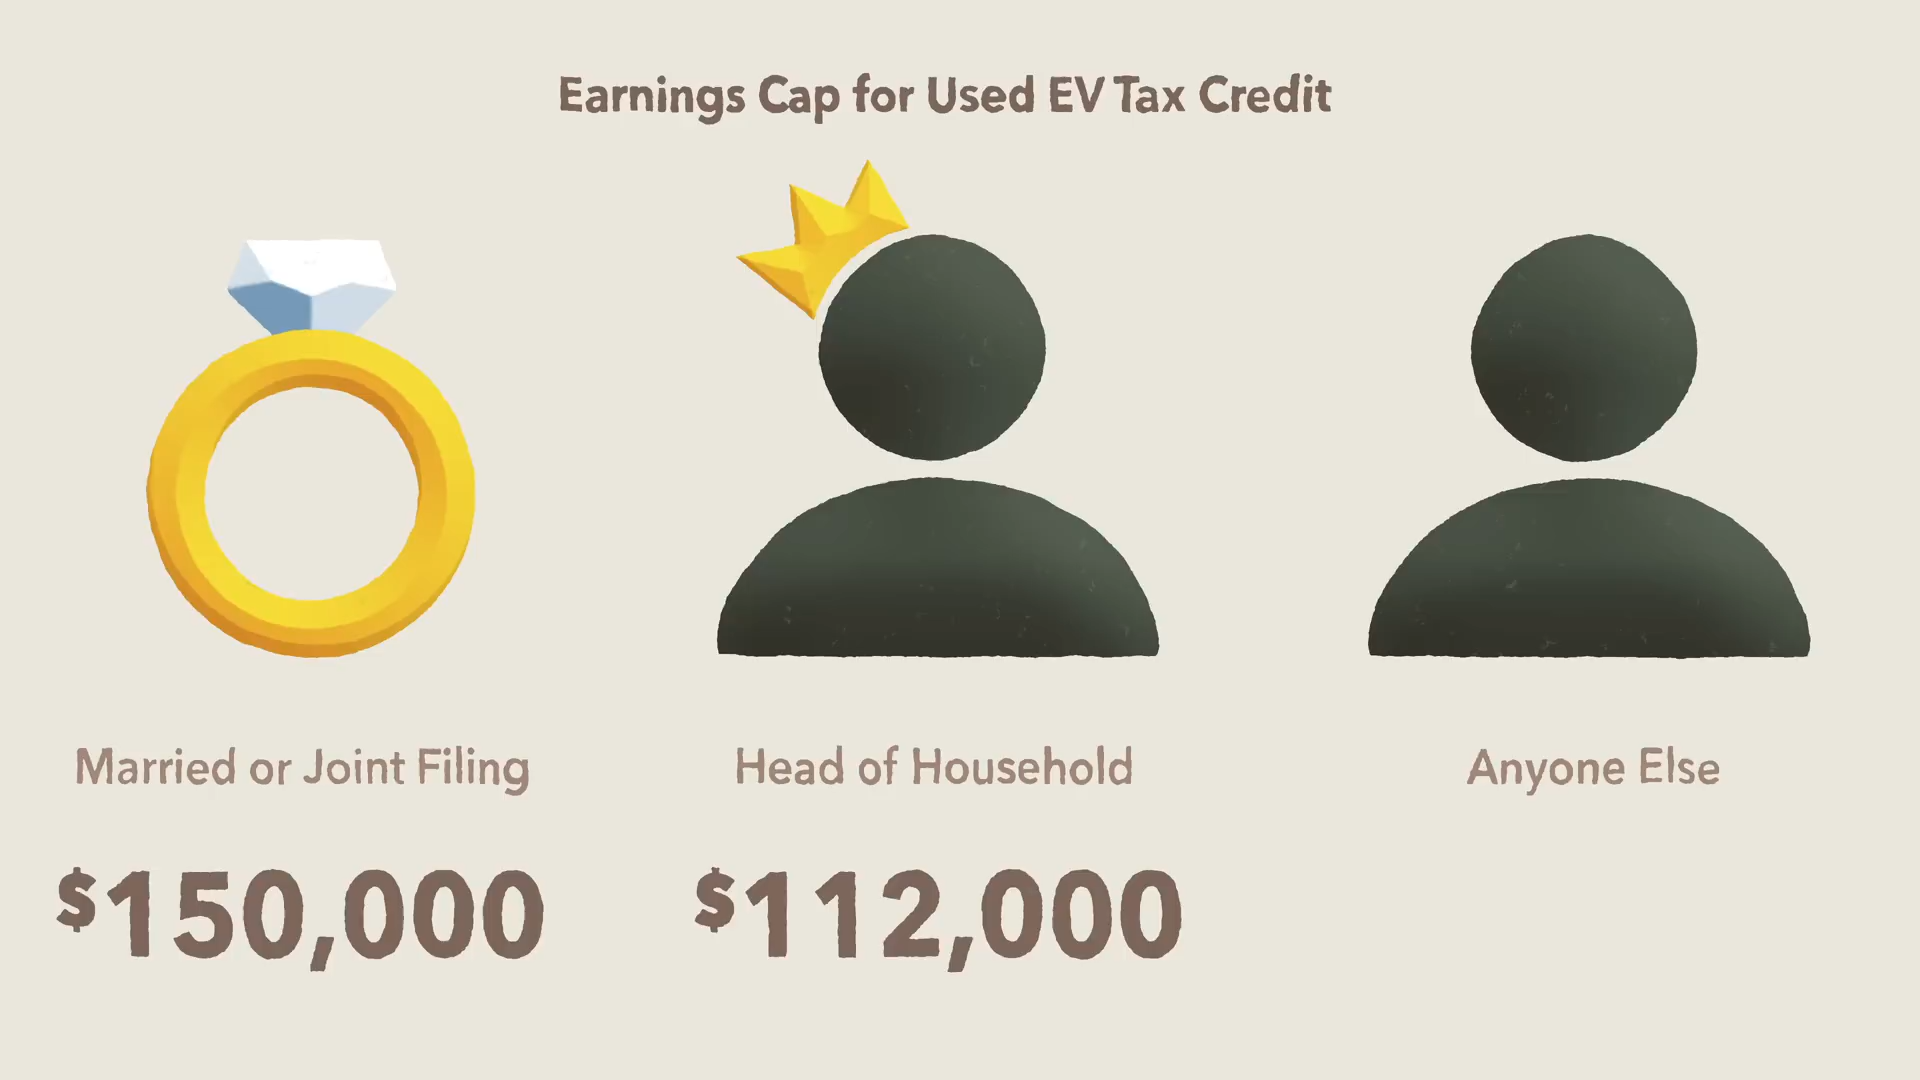 Earnings Cap for Used EV Tax Credit
Married or Joint Filing
$150,000
Head of Household
$112,000
Anyone Else